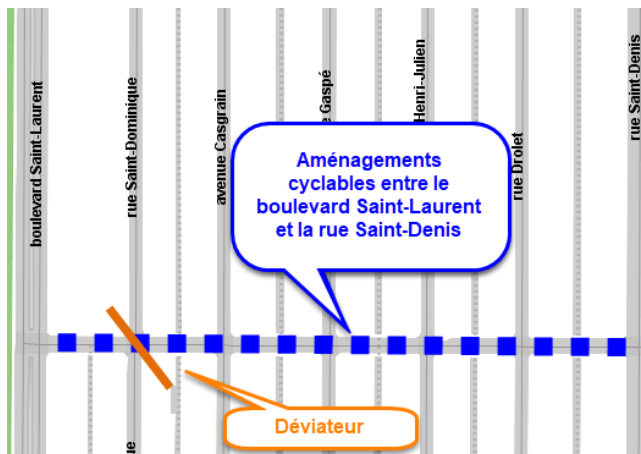 boulevard Saint-Laurent
rue Saint-Dominique
avenue Casgrain
Gaspé
Henri-Julien
rue Drolet
rue Saint-Denis
Aménagements
cyclables entre le
boulevard Saint-Laurent
et la rue Saint-Denis
Déviateur